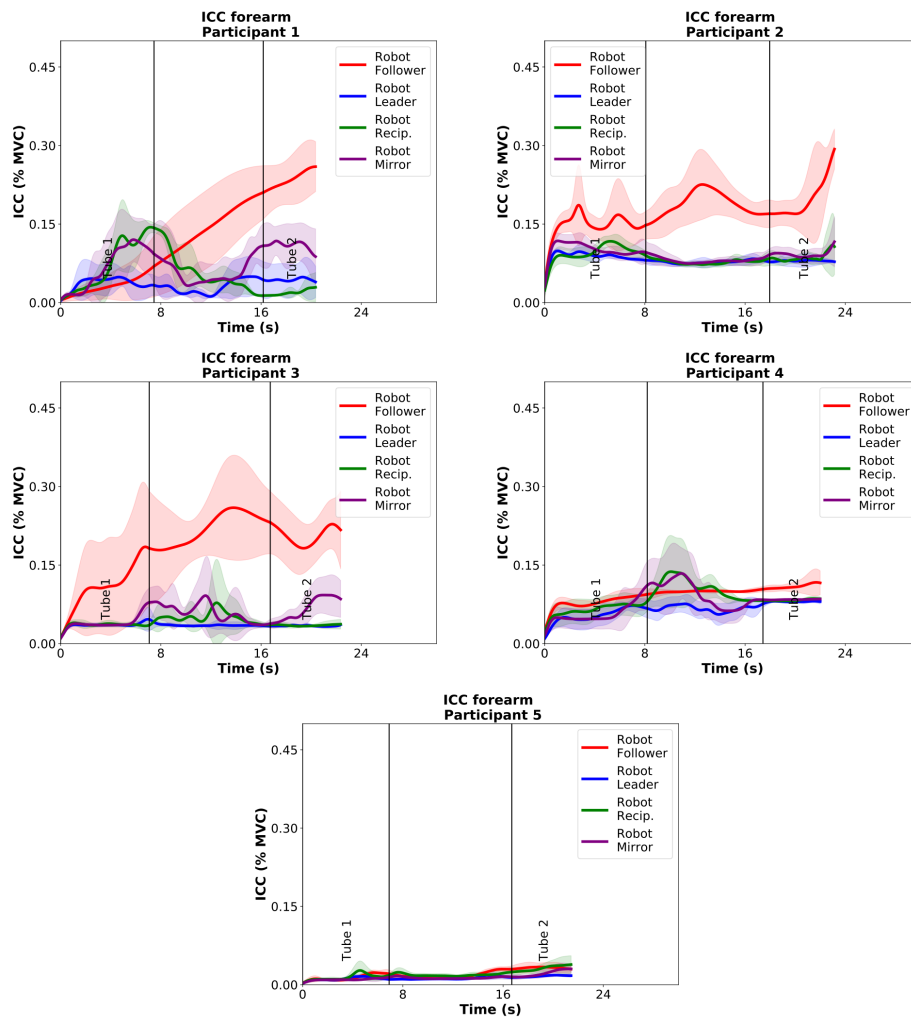 ICC forearm
Participant 1
ICC (% MVC)
0.45
0.30
0.15
0.00
0
8
16
24
Time (s)
Tube 1
Tube 2
Robot
Follower
Robot
Leader
Robot
Recip.
Robot
Mirror
ICC forearm
Participant 2
ICC (% MVC)
0.45
0.30
0.15
0.00
0
8
16
24
Time (s)
Tube 1
Tube 2
Robot
Follower
Robot
Leader
Robot
Recip.
Robot
Mirror
ICC forearm
Participant 3
ICC (% MVC)
0.45
0.30
0.15
0.00
0
8
16
24
Time (s)
Tube 1
Tube 2
Robot
Follower
Robot
Leader
Robot
Recip.
Robot
Mirror
ICC forearm
Participant 4
ICC (% MVC)
0.45
0.30
0.15
0.00
0
8
16
24
Time (s)
Tube 1
Tube 2
Robot
Follower
Robot
Leader
Robot
Recip.
Robot
Mirror
ICC forearm
Participant 5
ICC (% MVC)
0.45
0.30
0.15
0.00
0
8
16
24
Time (s)
Tube 1
Tube 2
Robot
Follower
Robot
Leader
Robot
Recip.
Robot
Mirror